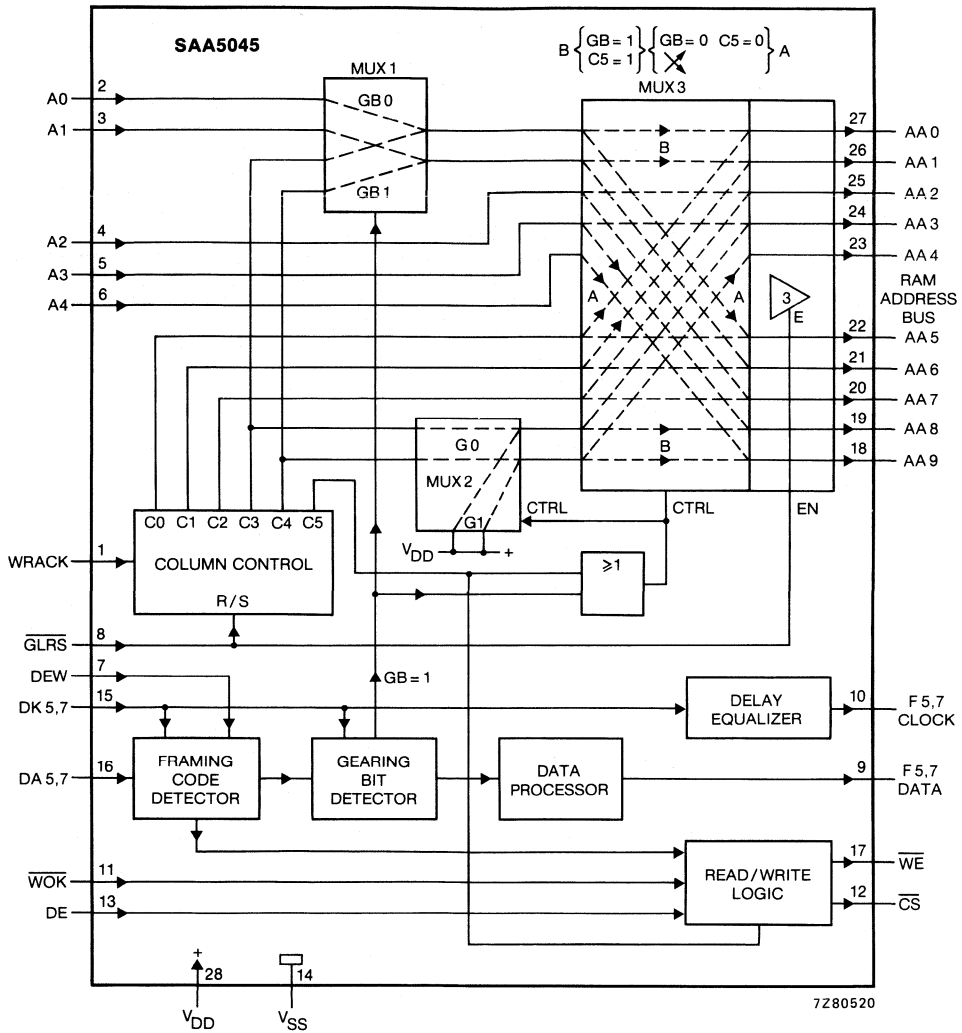 SAA5045
B { GB = 1 C5 = 1 } { GB = 0 C5 = 0 } A
MUX 1
MUX 3
GB 0
GB 1
A0 2
A1 3
A2 4
A3 5
A4 6
B
A
A
B
3
E
27 AA 0
26 AA 1
25 AA 2
24 AA 3
23 AA 4
RAM
ADDRESS
BUS
22 AA 5
21 AA 6
20 AA 7
19 AA 8
18 AA 9
G 0
MUX 2
G1
CTRL
CTRL
EN
VDD +
≥1
C0 C1 C2 C3 C4 C5
WRACK 1
COLUMN CONTROL
R/S
GLRS 8
DEW 7
DK 5,7 15
GB = 1
DELAY
EQUALIZER
10 F 5,7
CLOCK
DA 5,7 16
FRAMING
CODE
DETECTOR
GEARING
BIT
DETECTOR
DATA
PROCESSOR
9 F 5,7
DATA
WOK 11
DE 13
READ/WRITE
LOGIC
17 WE
12 CS
+
28
VDD
14
VSS
7Z80520